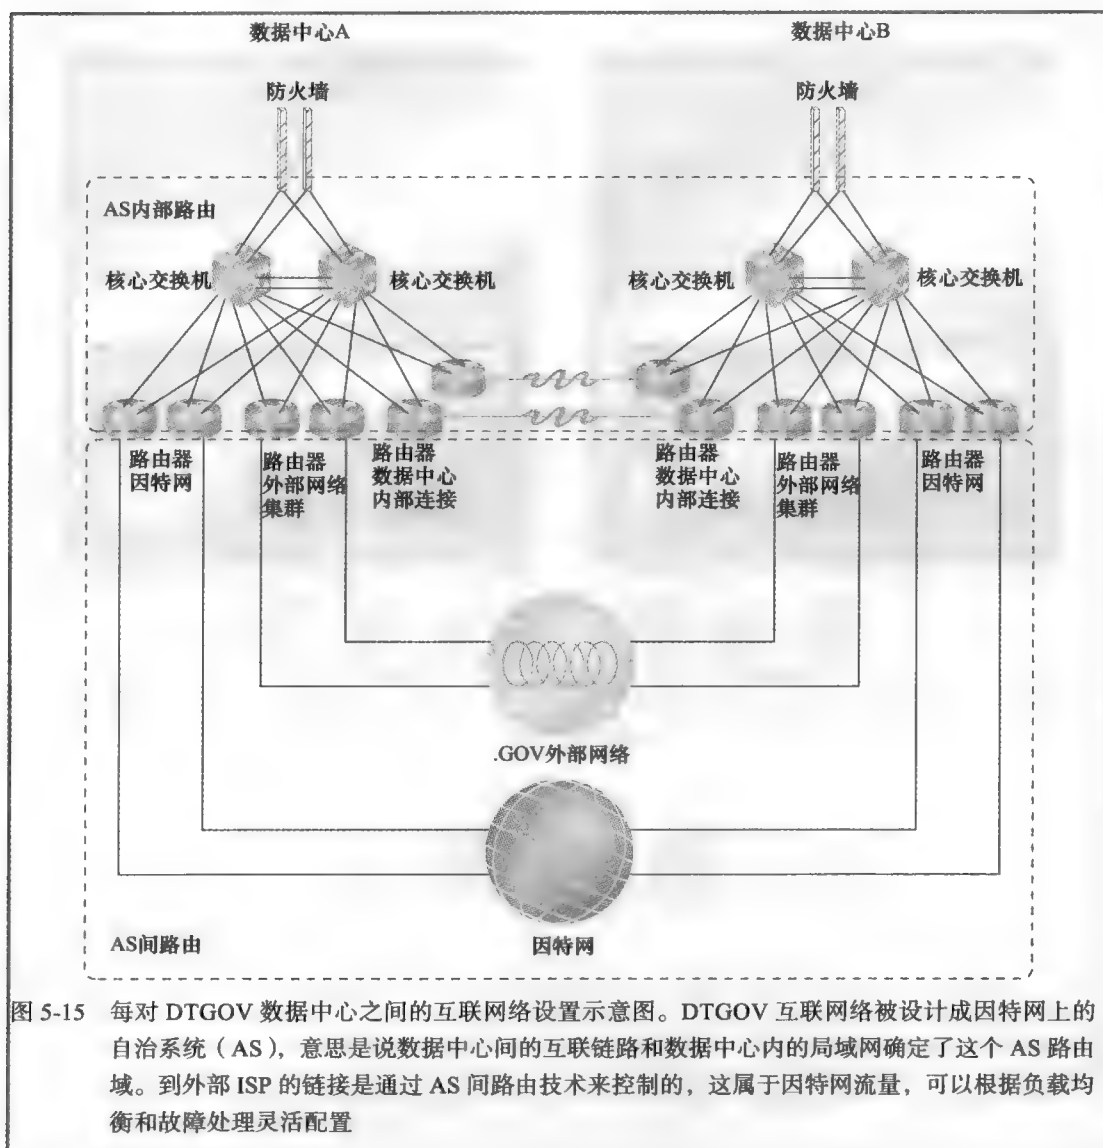 数据中心A
数据中心B
防火墙
防火墙
AS内部路由
核心交换机
核心交换机
核心交换机
核心交换机
路由器
因特网
路由器
外部网络
集群
路由器
数据中心
内部连接
路由器
数据中心
内部连接
路由器
外部网络
集群
路由器
因特网
.GOV外部网络
AS间路由
因特网
图 5-15 每对 DTGOV 数据中心之间的互联网络设置示意图。DTGOV 互联网络被设计成因特网上的
自治系统（AS），意思是说数据中心间的互联链路和数据中心内的局域网确定了这个 AS 路由
域。到外部 ISP 的链接是通过 AS 间路由技术来控制的，这属于因特网流量，可以根据负载均
衡和故障处理灵活配置